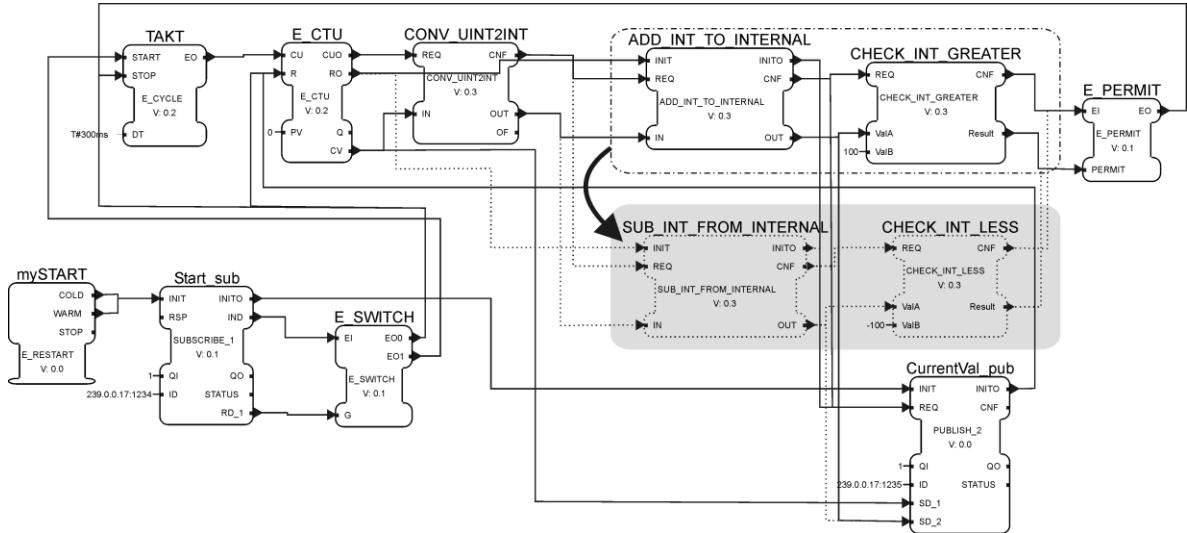 TAKT
START EO
STOP
E_CYCLE
V: 0.2
T#300ms DT
E_CTU
CU CUO
R RO
E_CTU
V: 0.2
0 PV Q
CV
CONV_UINT2INT
REQ CNF
CONV_UINT2INT
V: 0.3
IN OUT
OF
ADD_INT_TO_INTERNAL
INIT INITO
REQ CNF
ADD_INT_TO_INTERNAL
V: 0.3
IN OUT
CHECK_INT_GREATER
REQ CNF
CHECK_INT_GREATER
V: 0.3
ValA Result
100 ValB
E_PERMIT
EI EO
E_PERMIT
V: 0.1
PERMIT
SUB_INT_FROM_INTERNAL
INIT INITO
REQ CNF
SUB_INT_FROM_INTERNAL
V: 0.3
IN OUT
CHECK_INT_LESS
REQ CNF
CHECK_INT_LESS
V: 0.3
ValA Result
-100 ValB
mySTART
COLD
WARM
STOP
E_RESTART
V: 0.0
Start_sub
INIT INITO
RSP IND
SUBSCRIBE_1
V: 0.1
1 QI QO
239.0.0.17:1234 ID STATUS
RD_1
E_SWITCH
EI EO0
EO1
E_SWITCH
V: 0.1
G
CurrentVal_pub
INIT INITO
REQ CNF
PUBLISH_2
V: 0.0
1 QI QO
239.0.0.17:1235 ID STATUS
SD_1
SD_2